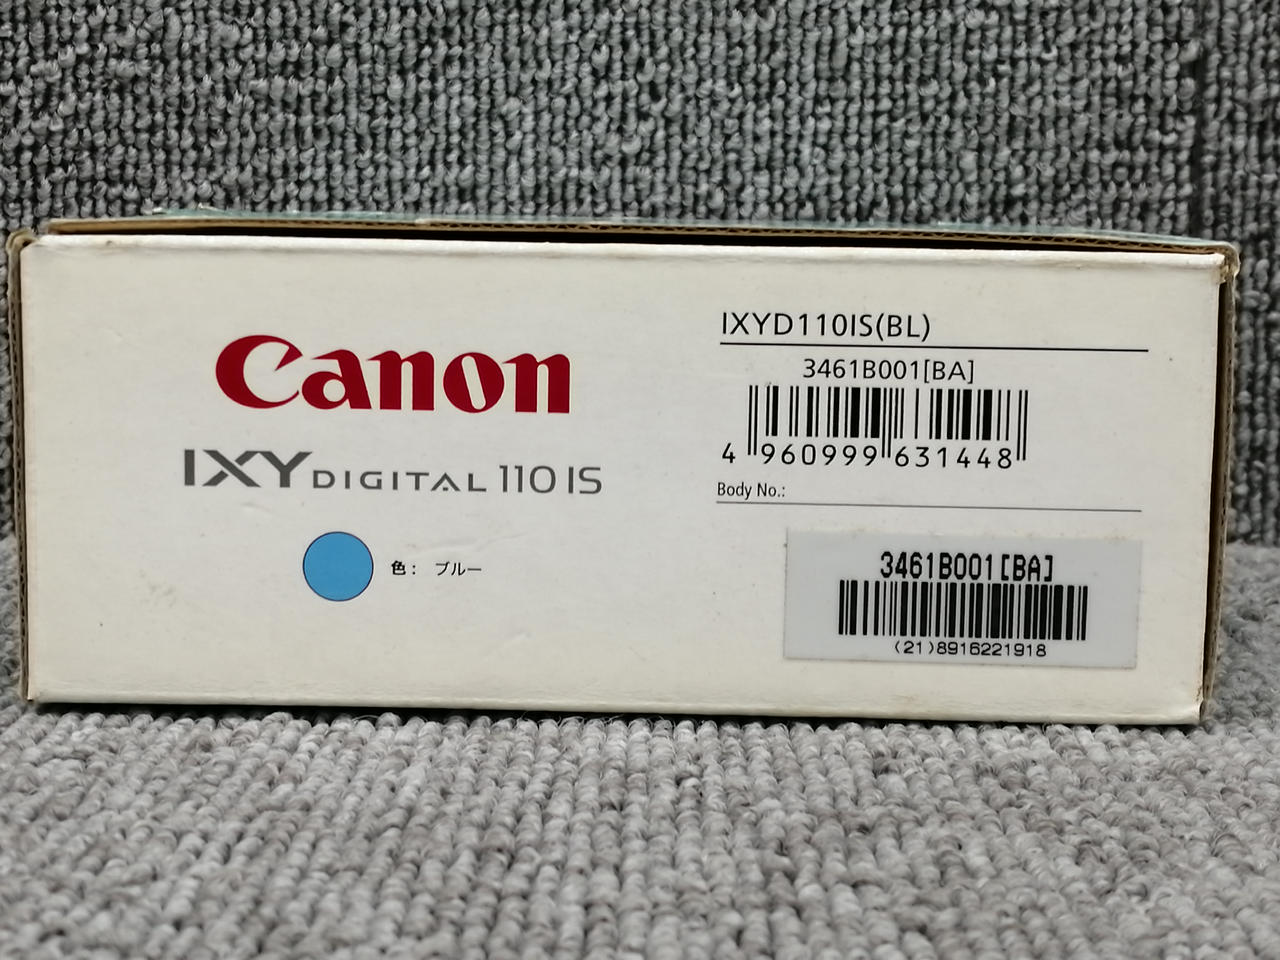 Canon
IXY DIGITAL 110 IS
色： ブルー
IXYD110IS(BL)
3461B001[BA]
4 960999 631448
Body No.:
3461B001[BA]
(21)8916221918